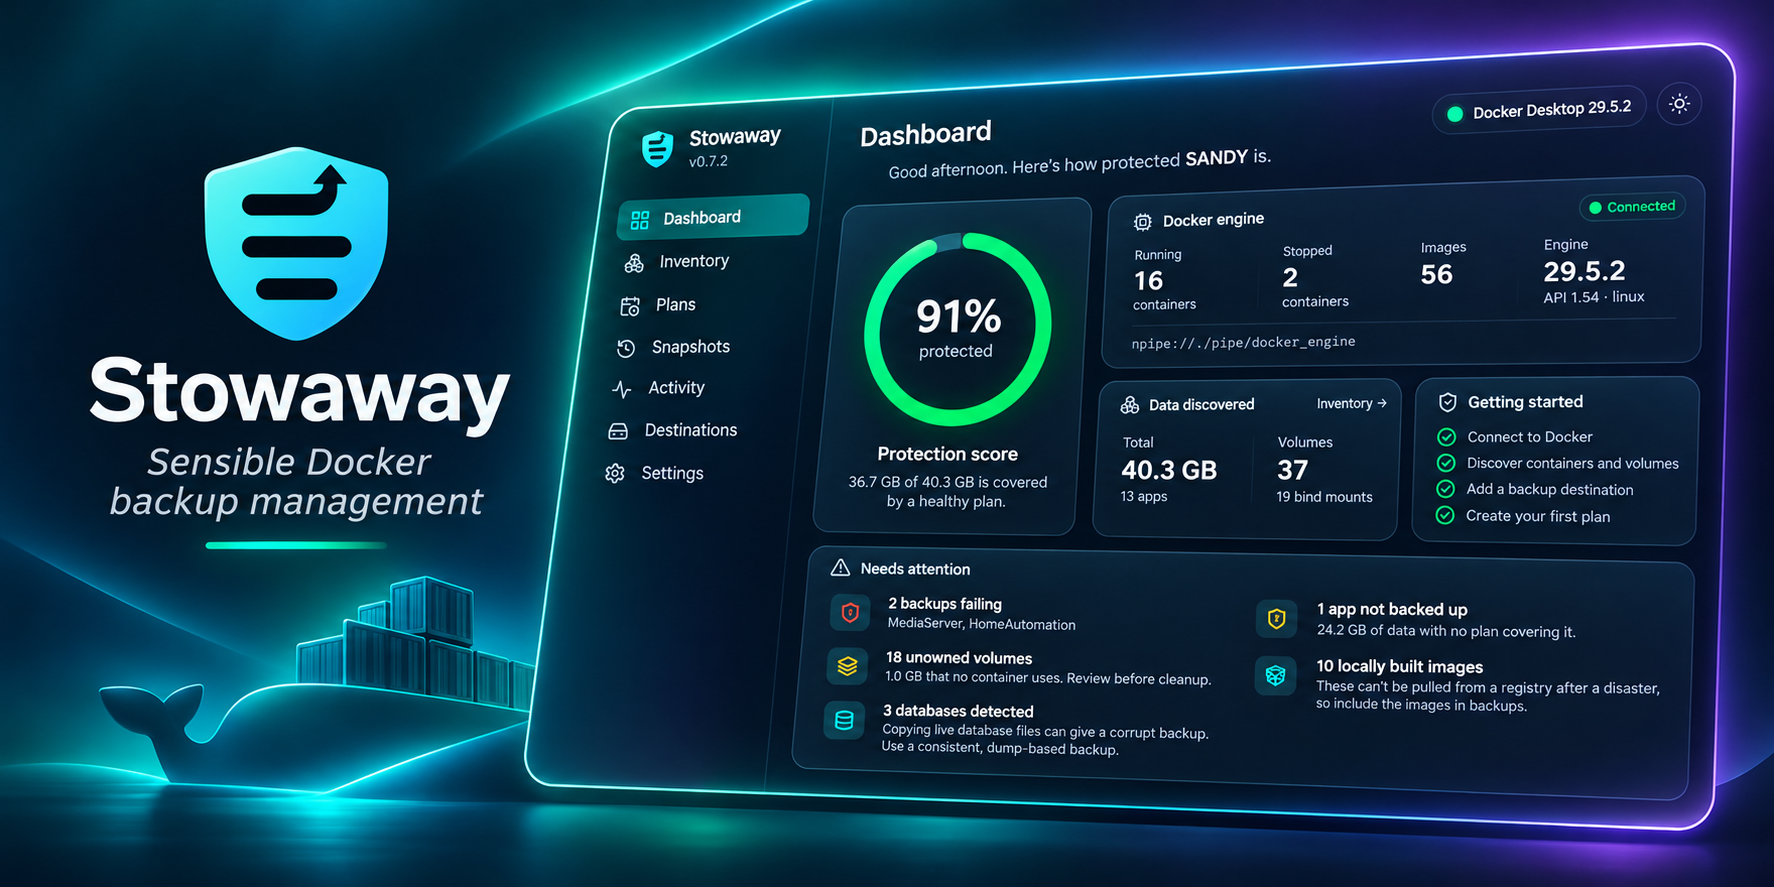 Stowaway
Sensible Docker
backup management
Stowaway
v0.7.2
Dashboard
Inventory
Plans
Snapshots
Activity
Destinations
Settings
Dashboard
Good afternoon. Here's how protected SANDY is.
Docker Desktop 29.5.2
91%
protected
Protection score
36.7 GB of 40.3 GB is covered
by a healthy plan.
Docker engine
Connected
Running
16
containers
Stopped
2
containers
Images
56
Engine
29.5.2
API 1.54 · linux
npipe://./pipe/docker_engine
Data discovered
Inventory →
Total
40.3 GB
13 apps
Volumes
37
19 bind mounts
Getting started
Connect to Docker
Discover containers and volumes
Add a backup destination
Create your first plan
Needs attention
2 backups failing
MediaServer, HomeAutomation
18 unowned volumes
1.0 GB that no container uses. Review before cleanup.
3 databases detected
Copying live database files can give a corrupt backup.
Use a consistent, dump-based backup.
1 app not backed up
24.2 GB of data with no plan covering it.
10 locally built images
These can't be pulled from a registry after a disaster,
so include the images in backups.